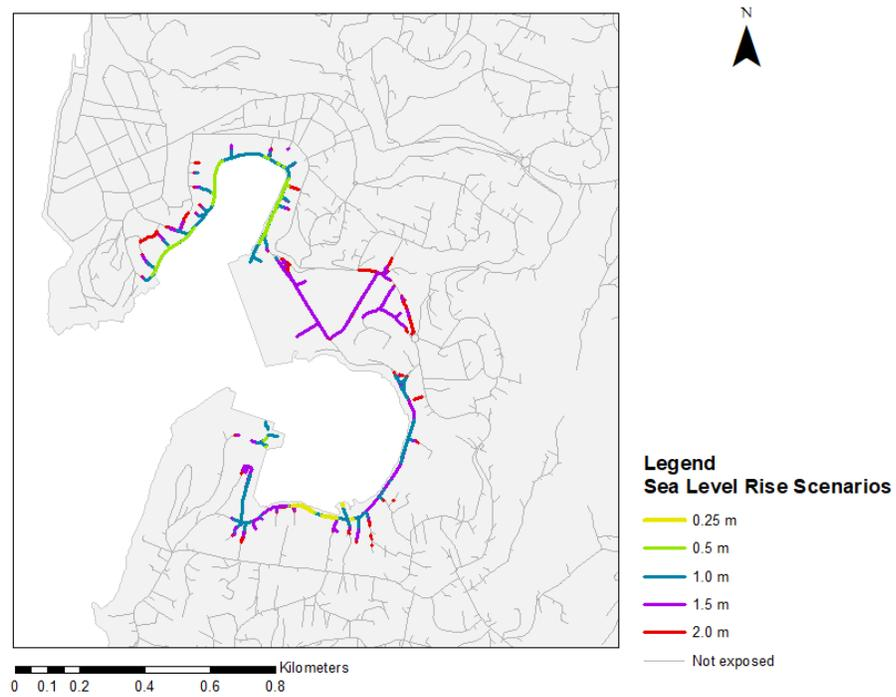 N
Legend
Sea Level Rise Scenarios
0.25 m
0.5 m
1.0 m
1.5 m
2.0 m
Not exposed
Kilometers
0 0.1 0.2 0.4 0.6 0.8